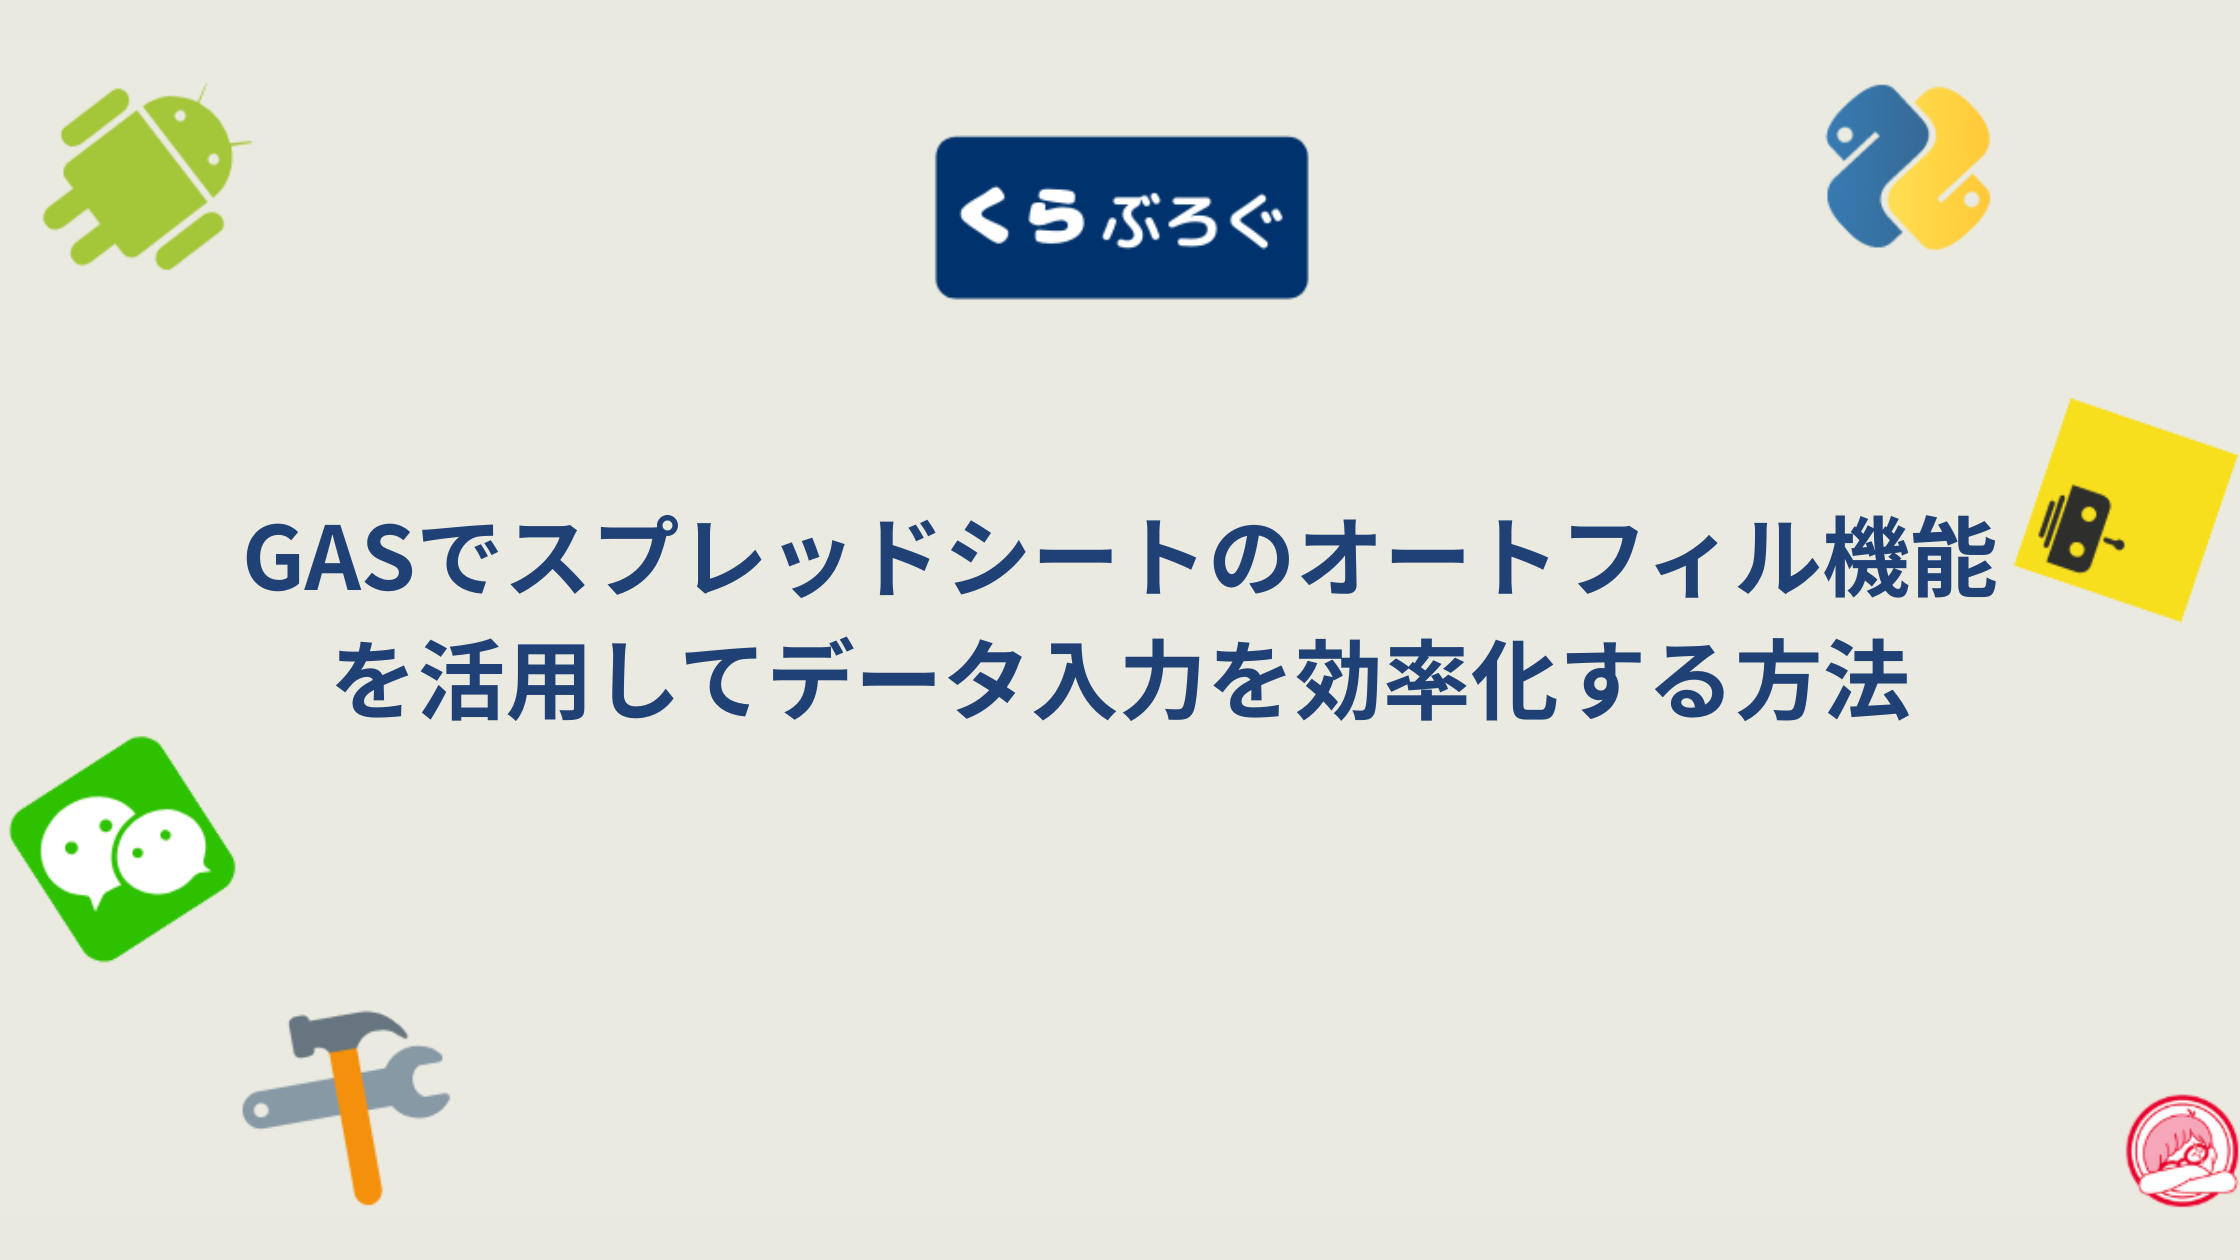 くらぶろぐ
GASでスプレッドシートのオートフィル機能
を活用してデータ入力を効率化する方法